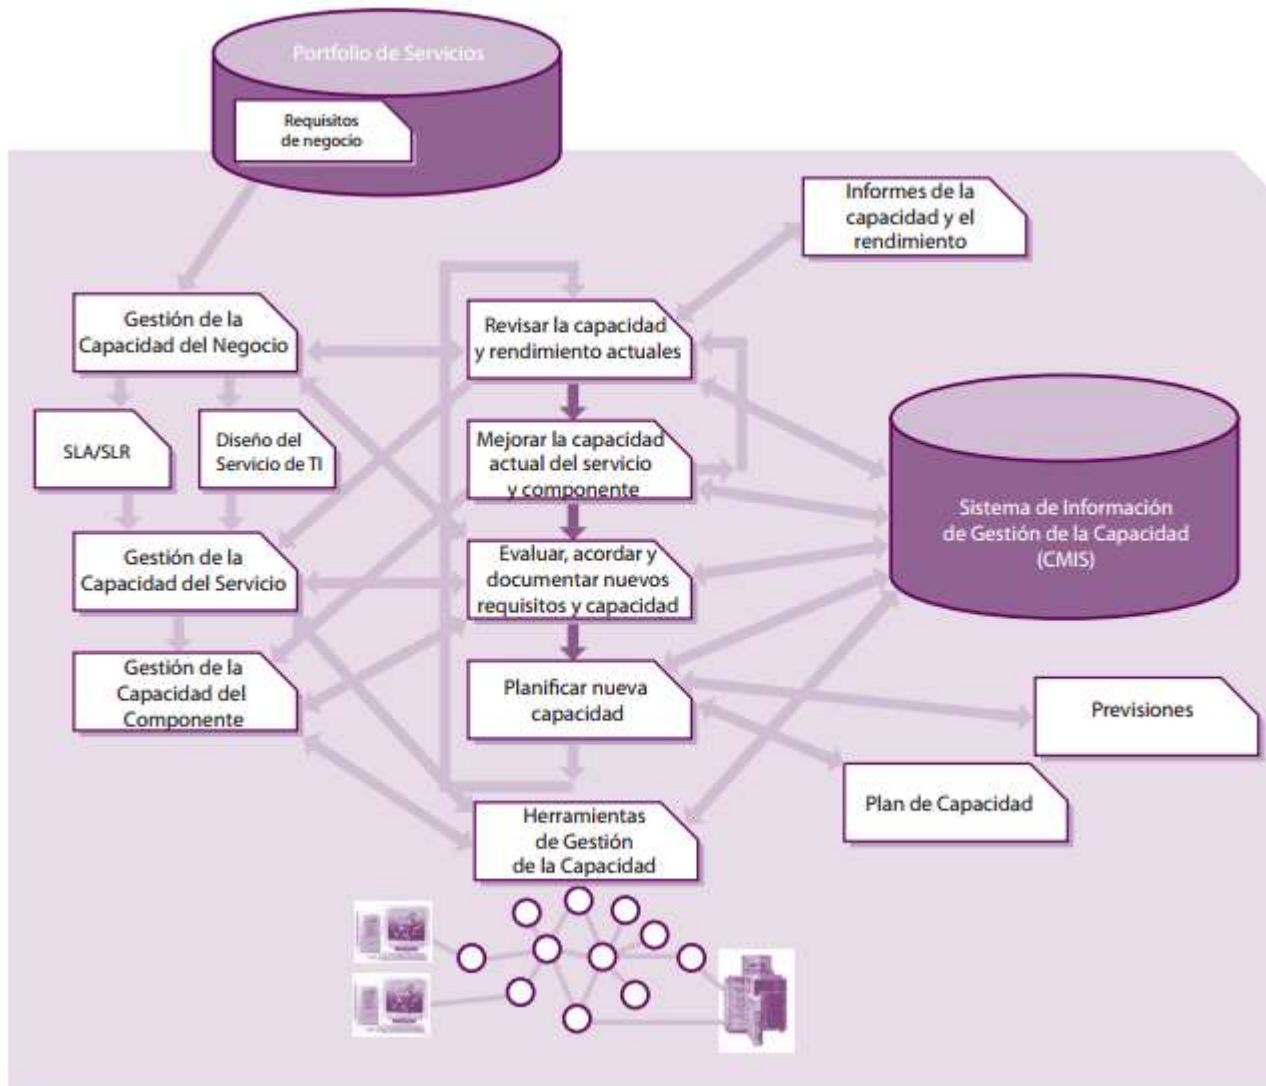 Portfolio de Servicios
Requisitos
de negocio
Informes de la
capacidad y el
rendimiento
Gestión de la
Capacidad del Negocio
Revisar la capacidad
y rendimiento actuales
SLA/SLR
Diseño del
Servicio de TI
Mejorar la capacidad
actual del servicio
y componente
Sistema de Información
de Gestión de la Capacidad
(CMIS)
Gestión de la
Capacidad del Servicio
Evaluar, acordar y
documentar nuevos
requisitos y capacidad
Gestión de la
Capacidad del
Componente
Planificar nueva
capacidad
Previsiones
Plan de Capacidad
Herramientas
de Gestión
de la Capacidad